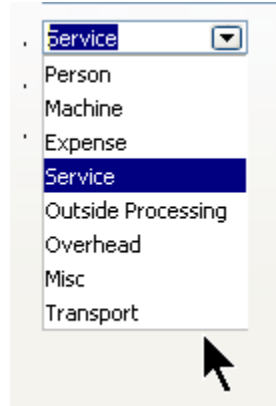 Service
Person
Machine
Expense
Service
Outside Processing
Overhead
Misc
Transport